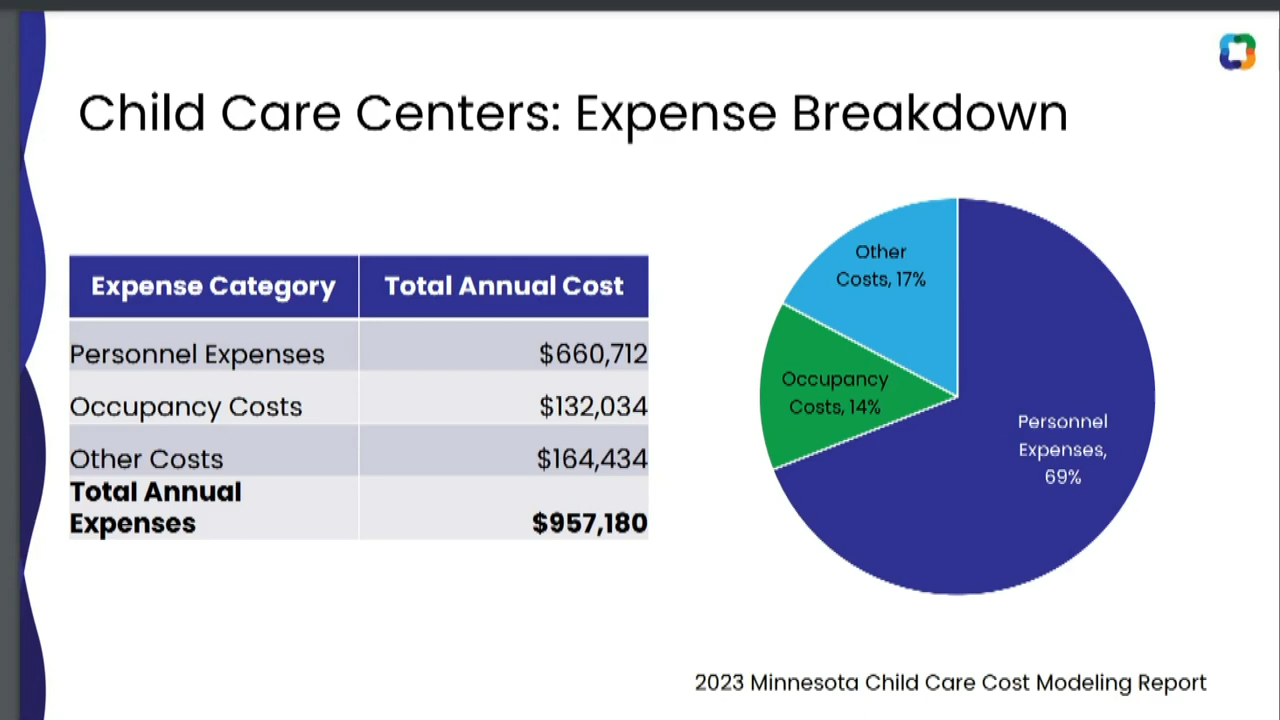 Child Care Centers: Expense Breakdown
Expense Category Total Annual Cost
Personnel Expenses $660,712
Occupancy Costs $132,034
Other Costs $164,434
Total Annual
Expenses $957,180
Other
Costs, 17%
Occupancy
Costs, 14%
Personnel
Expenses,
69%
2023 Minnesota Child Care Cost Modeling Report